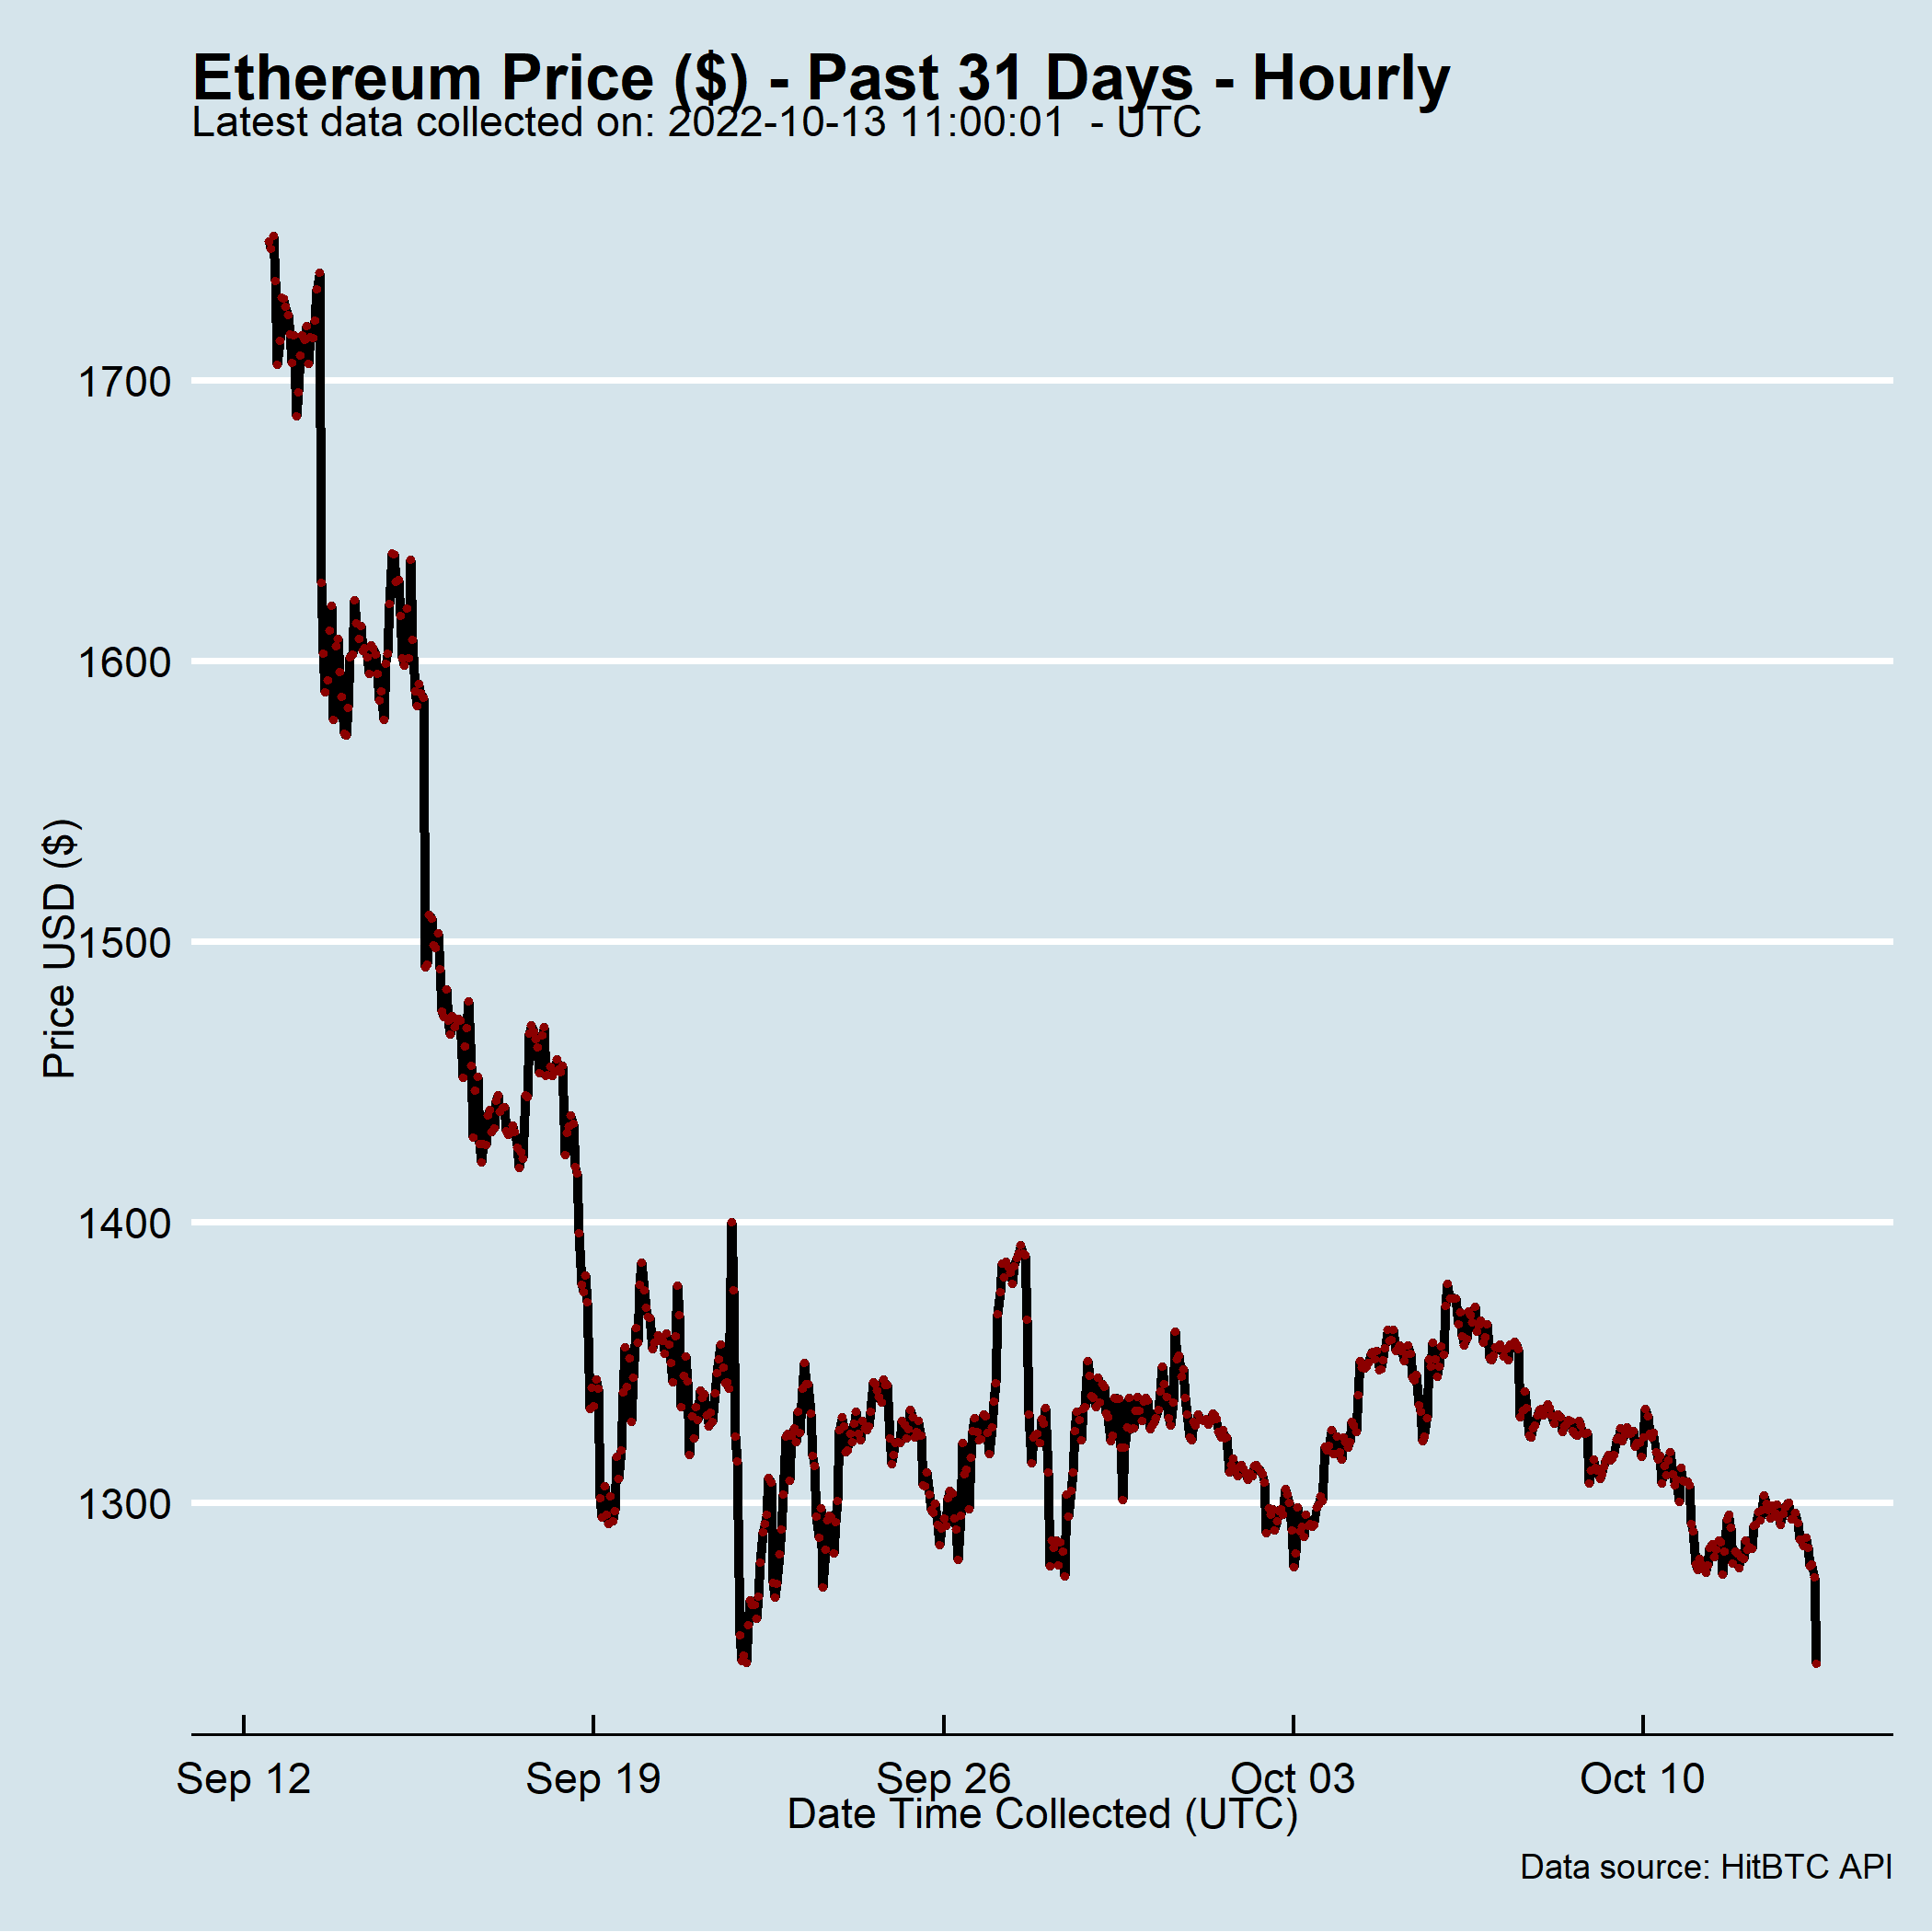 Ethereum Price ($) - Past 31 Days - Hourly
Latest data collected on: 2022-10-13 11:00:01  - UTC
Price USD ($)
1700
1600
1500
1400
1300
Sep 12
Sep 19
Sep 26
Oct 03
Oct 10
Date Time Collected (UTC)
Data source: HitBTC API